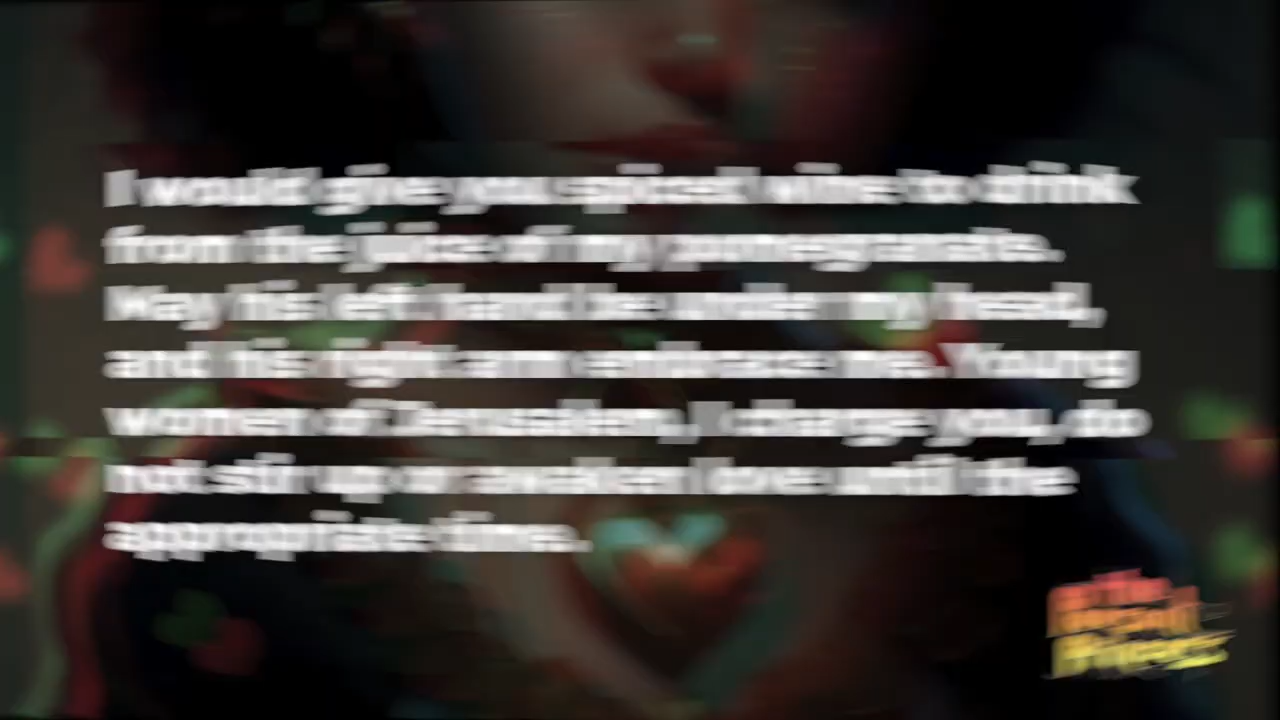 I would give you spiced wine to drink
from the juice of my pomegranate.
May his left hand be under my head,
and his right arm embrace me. Young
women of Jerusalem, I charge you, do
not stir up or awaken love until the
appropriate time.
The